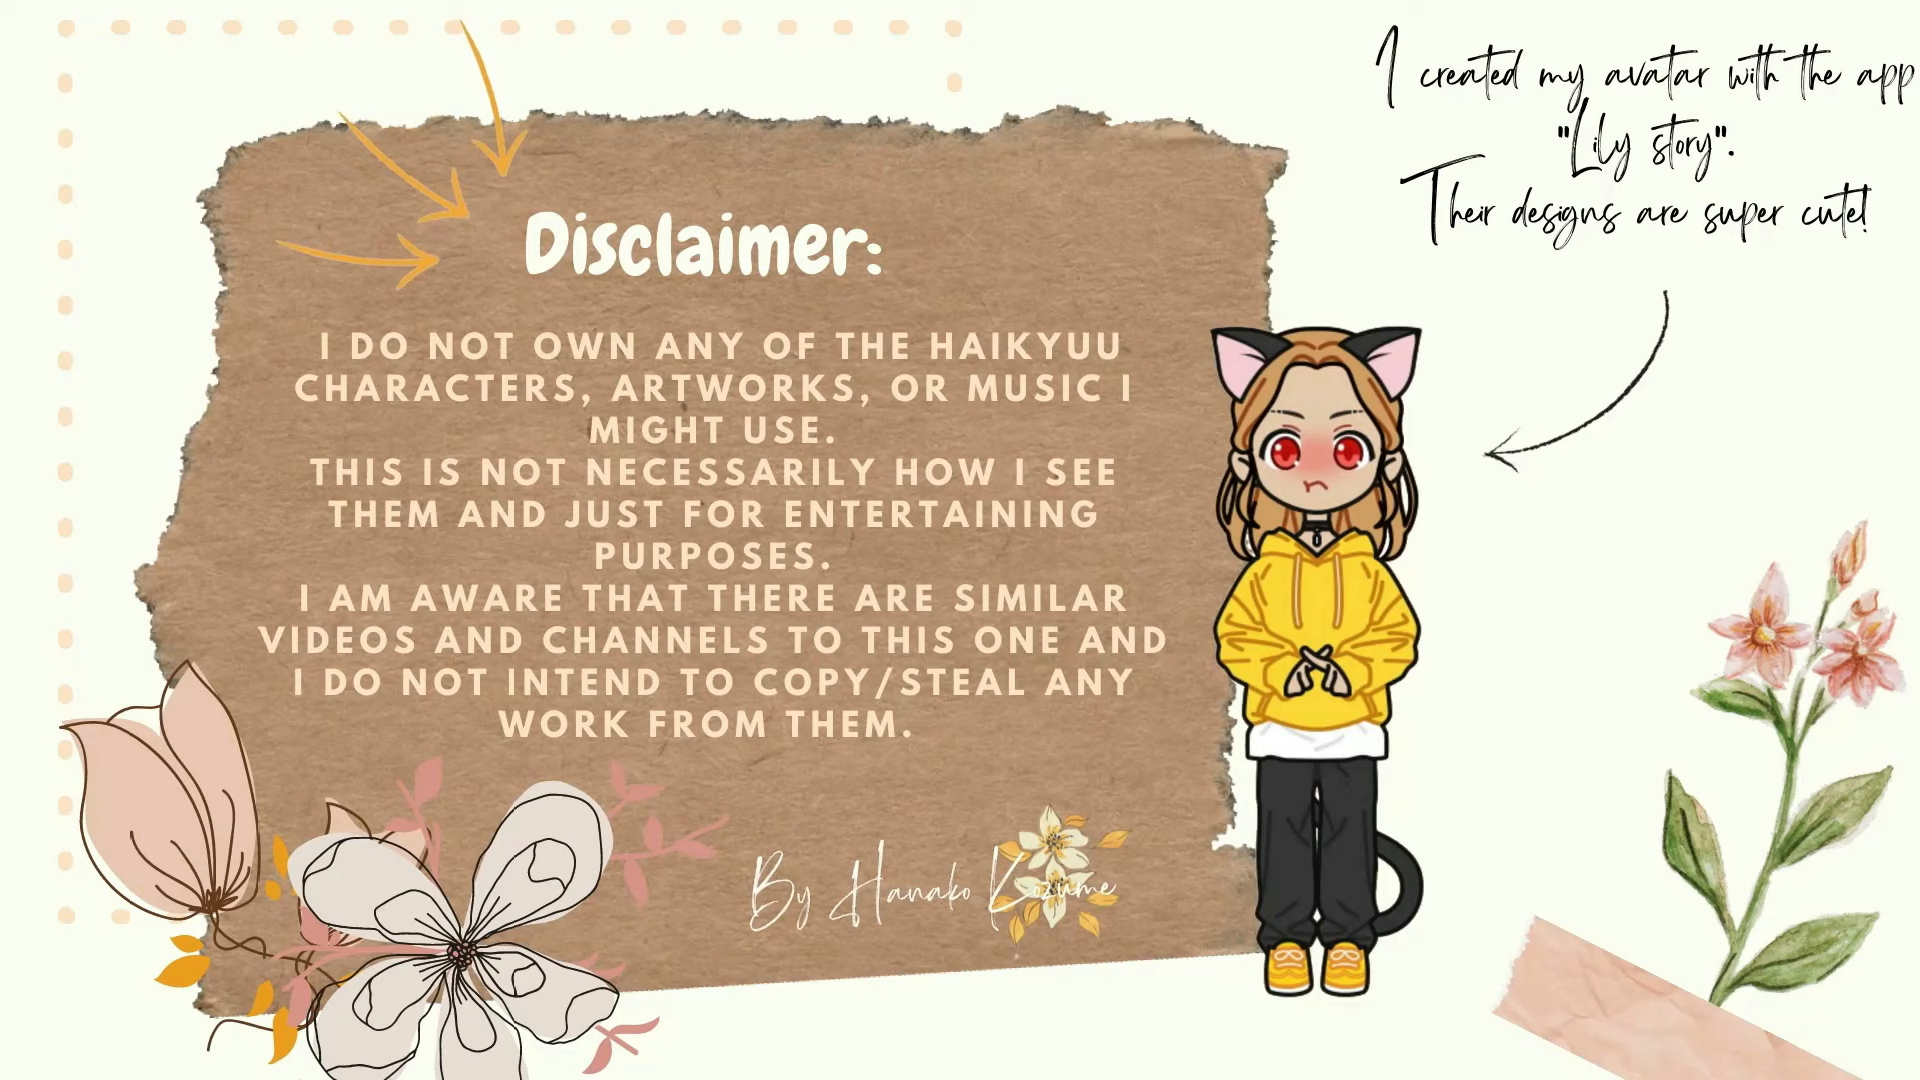 I created my avatar with the app
"Lily story".
Their designs are super cute!
Disclaimer:
I DO NOT OWN ANY OF THE HAIKYUU
CHARACTERS, ARTWORKS, OR MUSIC I
MIGHT USE.
THIS IS NOT NECESSARILY HOW I SEE
THEM AND JUST FOR ENTERTAINING
PURPOSES.
I AM AWARE THAT THERE ARE SIMILAR
VIDEOS AND CHANNELS TO THIS ONE AND
I DO NOT INTEND TO COPY/STEAL ANY
WORK FROM THEM.
By Hanako Kozume